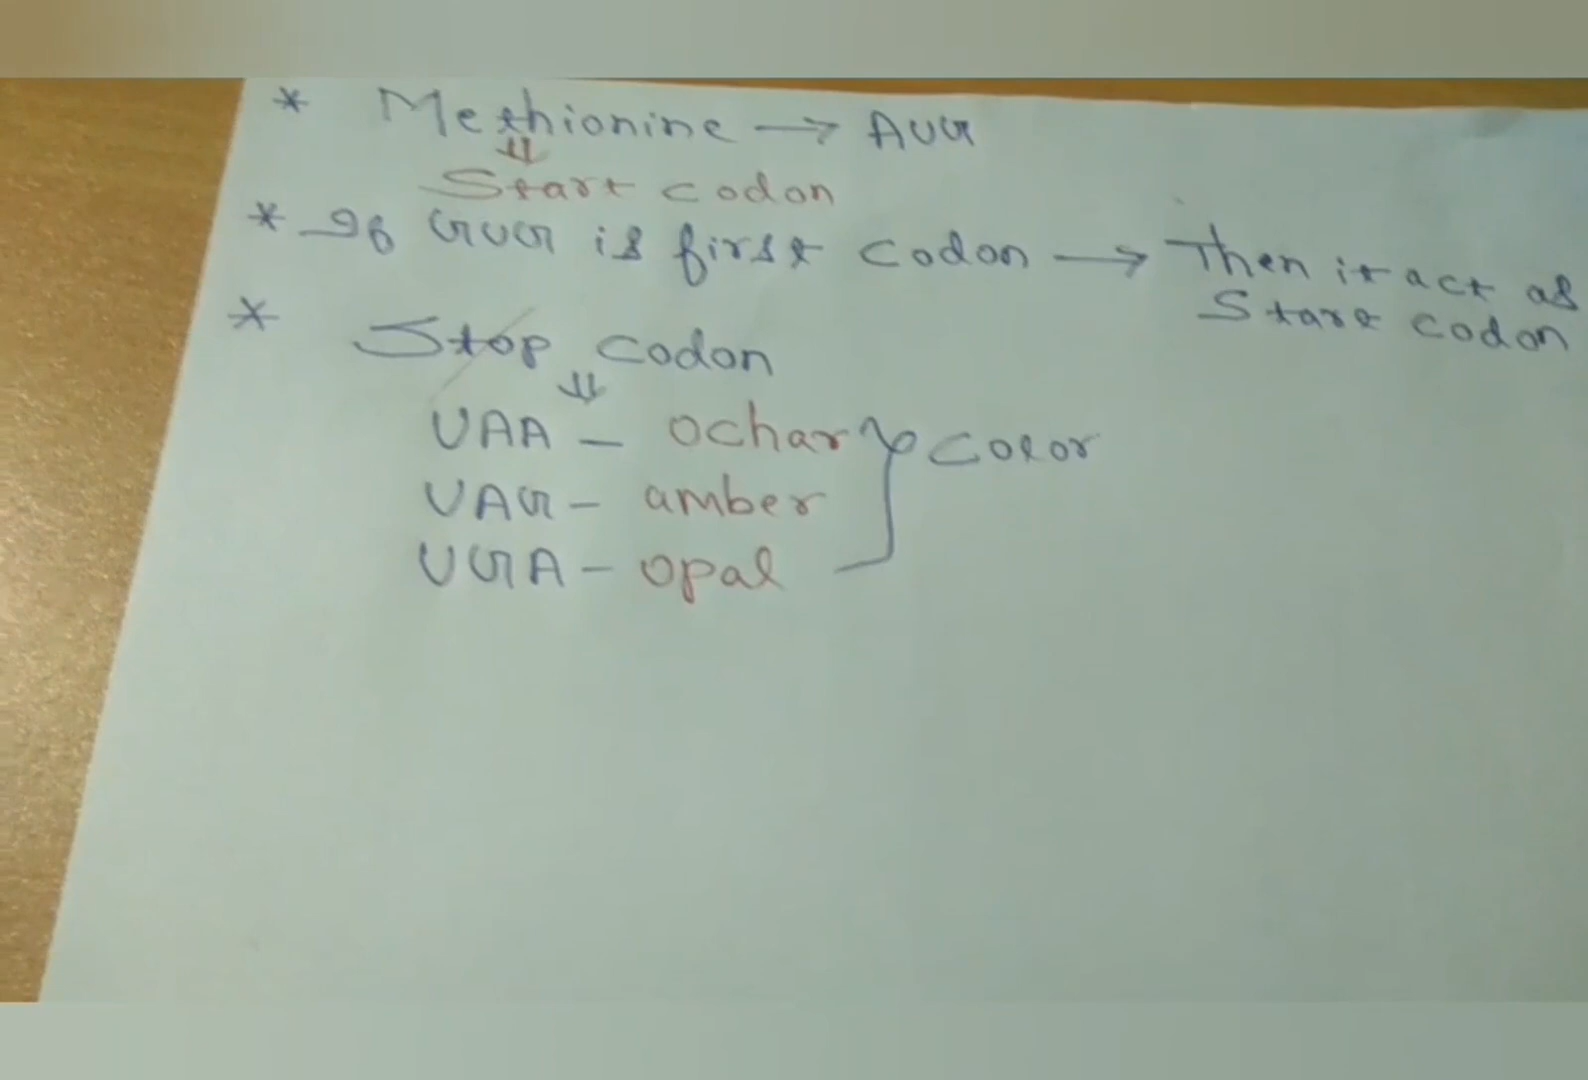 * Methionine → AUG
⇓
Start codon
* If GUG is first codon → Then it act as
Start codon
* Stop codon
⇓
UAA - ochar
UAG - amber
UGA - opal
color